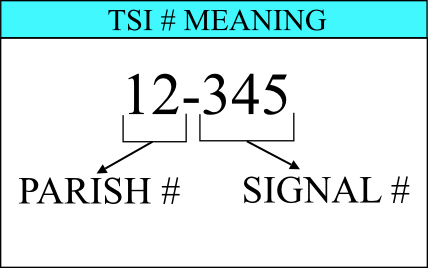 TSI # MEANING
12-345
PARISH # SIGNAL #